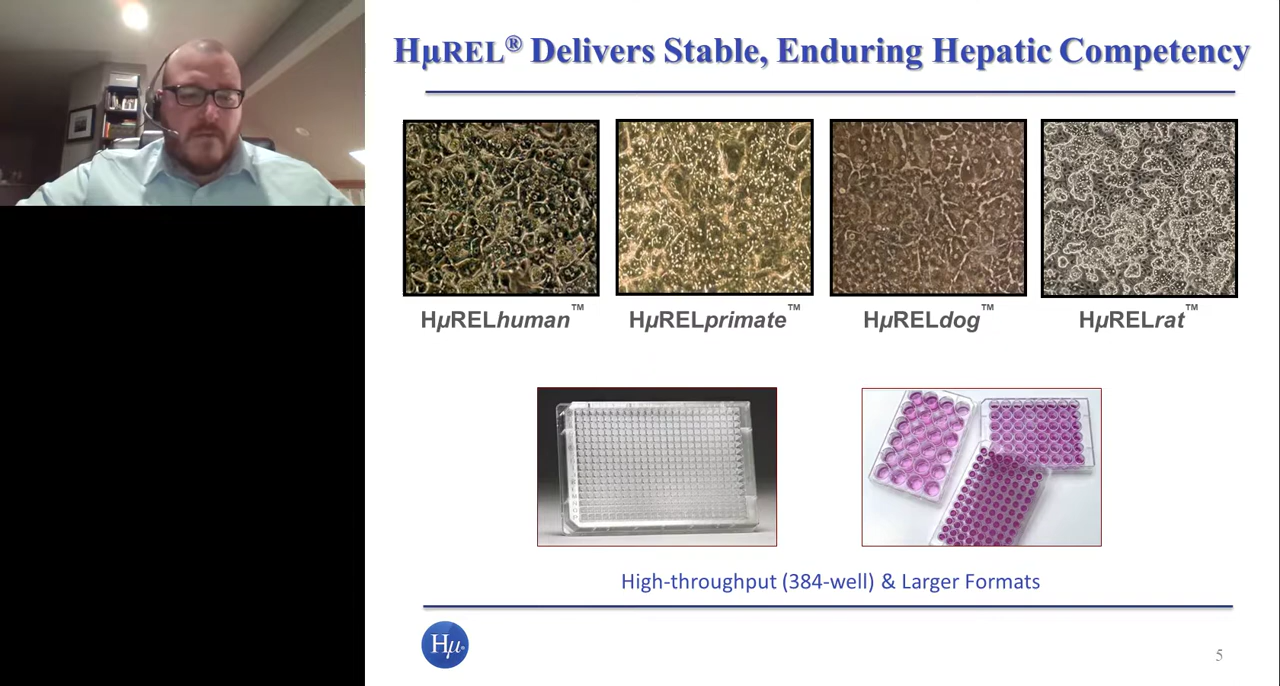 HµREL® Delivers Stable, Enduring Hepatic Competency
HµRELhuman™
HµRELprimate™
HµRELdog™
HµRELrat™
High-throughput (384-well) & Larger Formats
Hµ
5